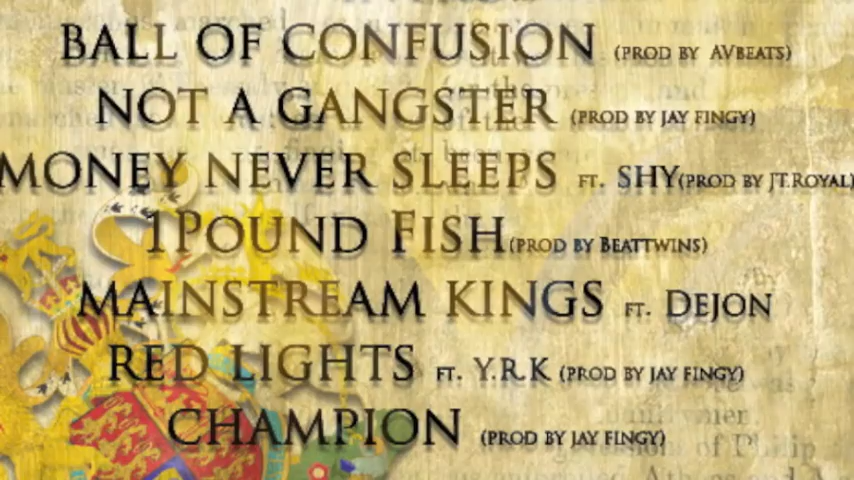 BALL OF CONFUSION (PROD BY AVBEATS)
NOT A GANGSTER (PROD BY JAY FINGY)
MONEY NEVER SLEEPS FT. SHY(PROD BY JT.ROYAL)
1POUND FISH(PROD BY BEATTWINS)
MAINSTREAM KINGS FT. DEJON
RED LIGHTS FT. Y.R.K (PROD BY JAY FINGY)
CHAMPION (PROD BY JAY FINGY)